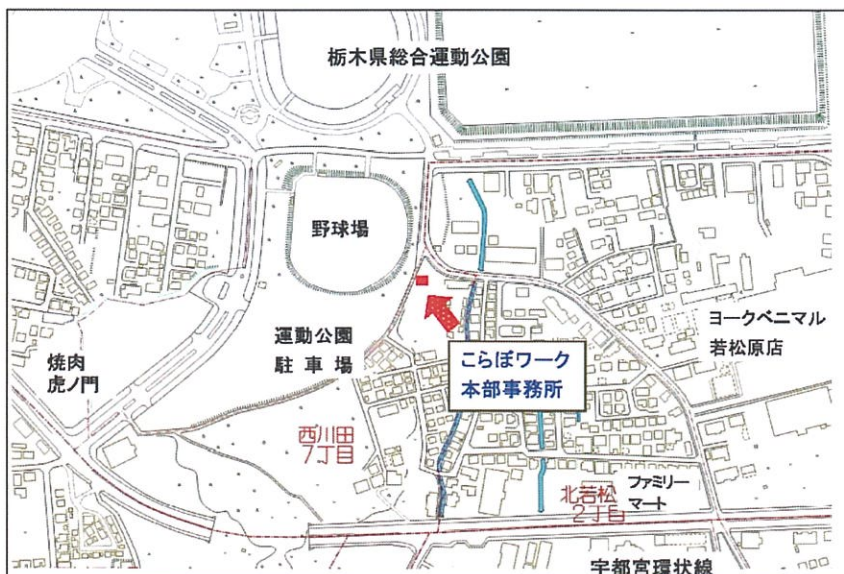 栃木県総合運動公園
野球場
ヨークベニマル
若松原店
運動公園
駐車場
焼肉
虎ノ門
こらぼワーク
本部事務所
西川田
7丁目
ファミリー
マート
北若松
2丁目
宇都宮環状線